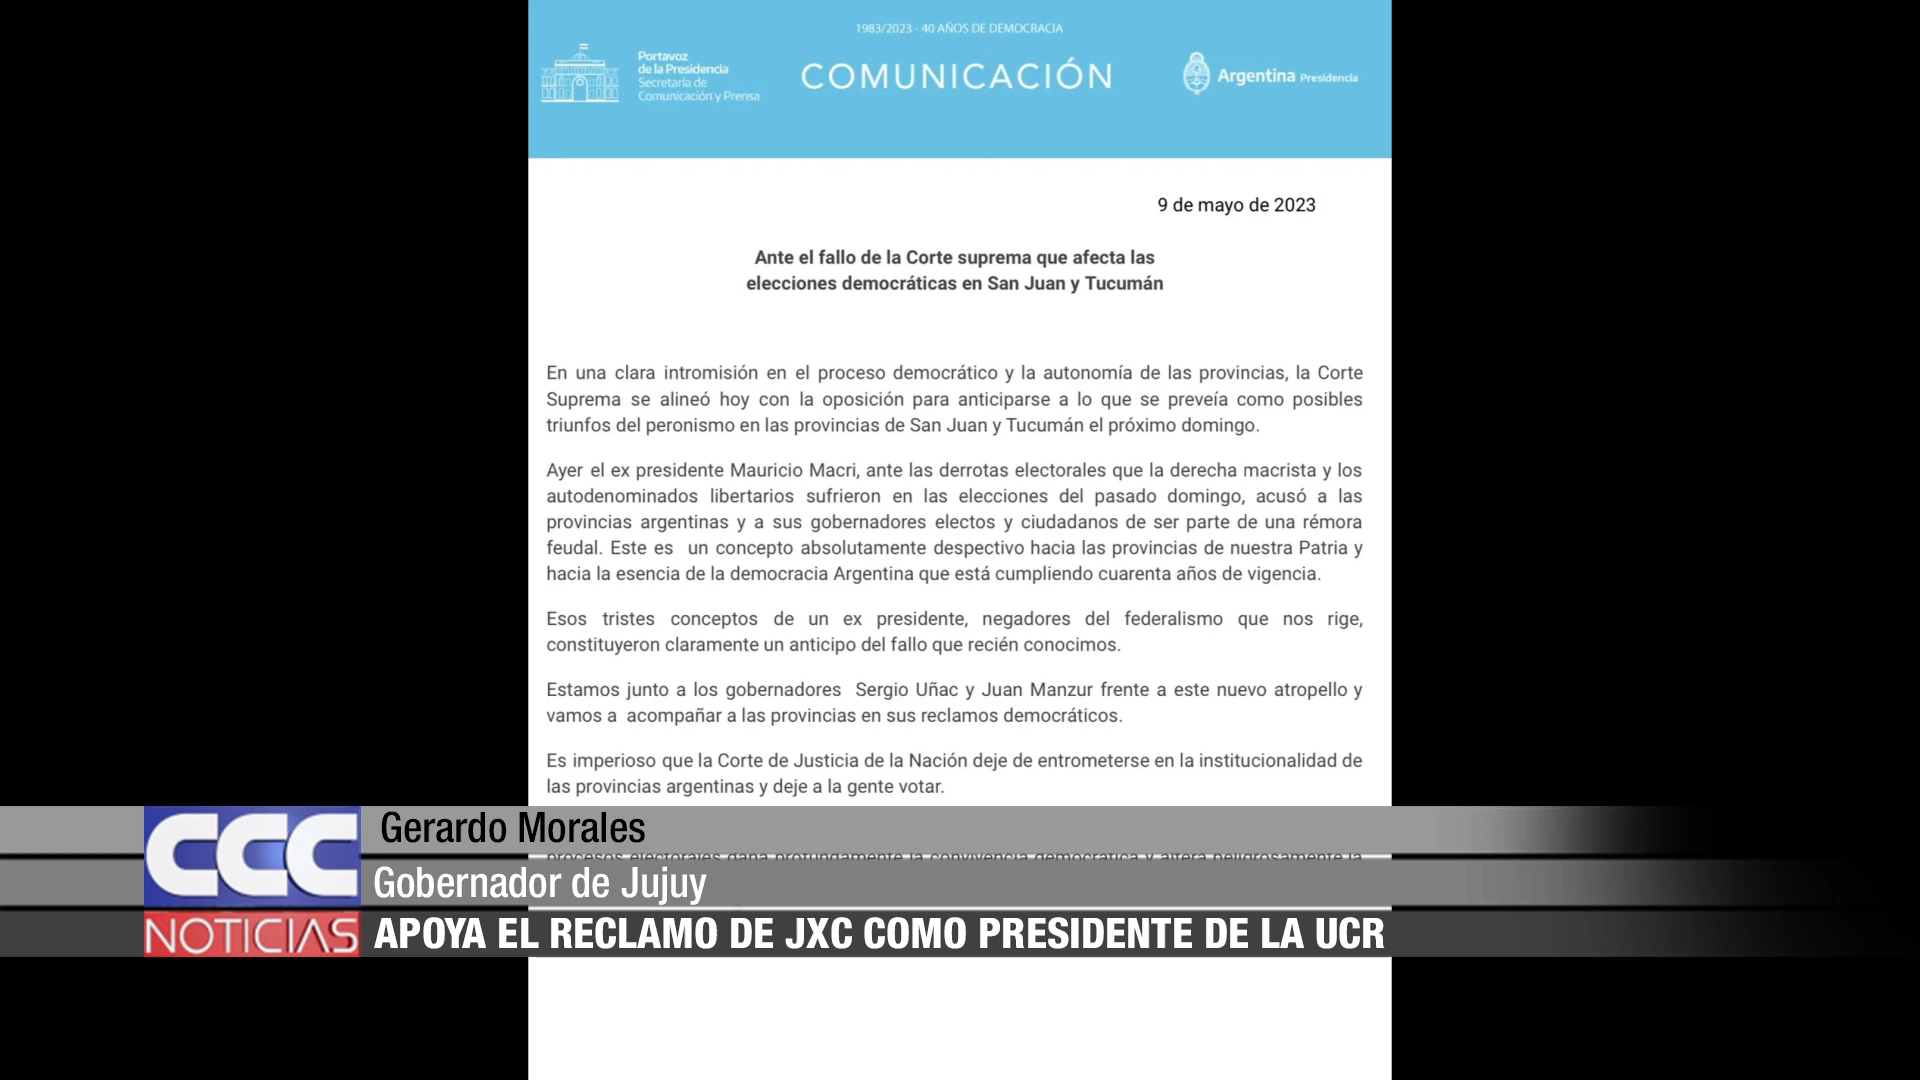 1983/2023 - 40 AÑOS DE DEMOCRACIA
Portavoz
de la Presidencia
Secretaría de
Comunicación y Prensa
COMUNICACIÓN
Argentina Presidencia
9 de mayo de 2023
Ante el fallo de la Corte suprema que afecta las
elecciones democráticas en San Juan y Tucumán
En una clara intromisión en el proceso democrático y la autonomía de las provincias, la Corte
Suprema se alineó hoy con la oposición para anticiparse a lo que se preveía como posibles
triunfos del peronismo en las provincias de San Juan y Tucumán el próximo domingo.
Ayer el ex presidente Mauricio Macri, ante las derrotas electorales que la derecha macrista y los
autodenominados libertarios sufrieron en las elecciones del pasado domingo, acusó a las
provincias argentinas y a sus gobernadores electos y ciudadanos de ser parte de una rémora
feudal. Este es un concepto absolutamente despectivo hacia las provincias de nuestra Patria y
hacia la esencia de la democracia Argentina que está cumpliendo cuarenta años de vigencia.
Esos tristes conceptos de un ex presidente, negadores del federalismo que nos rige,
constituyeron claramente un anticipo del fallo que recién conocimos.
Estamos junto a los gobernadores Sergio Uñac y Juan Manzur frente a este nuevo atropello y
vamos a acompañar a las provincias en sus reclamos democráticos.
Es imperioso que la Corte de Justicia de la Nación deje de entrometerse en la institucionalidad de
las provincias argentinas y deje a la gente votar.
procesos electorales daña profundamente la convivencia democrática y altera peligrosamente la
CCC
NOTICIAS
Gerardo Morales
Gobernador de Jujuy
APOYA EL RECLAMO DE JXC COMO PRESIDENTE DE LA UCR